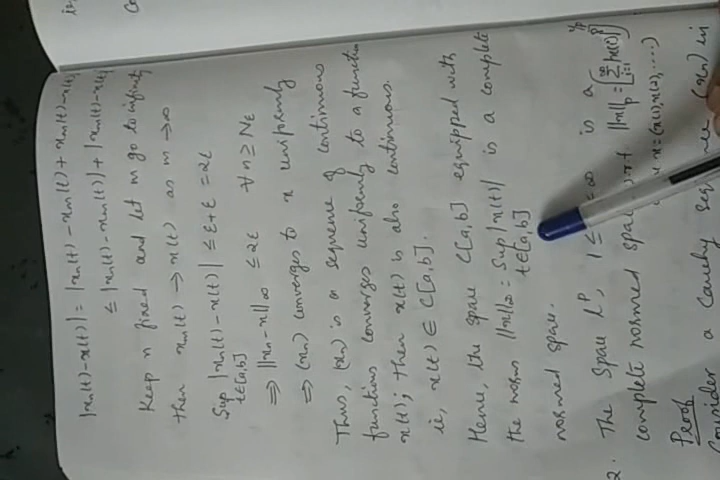 |xn(t)-x(t)| = |xn(t) - xm(t) + xm(t) - x(t)|
≤ |xn(t) - xm(t)| + |xm(t) - x(t)|
Keep n fixed and let m go to infinity
then xm(t) → x(t) as m → ∞
Sup |xn(t) - x(t)| ≤ ε + ε = 2ε
t∈[a,b]
⇒ ||xn - x||∞ ≤ 2ε ∀ n ≥ Nε
⇒ (xn) converges to x uniformly
Thus, (xn) is a sequence of continuous
functions converges uniformly to a function
x(t); then x(t) is also continuous.
ie, x(t) ∈ C[a,b].
Hence, the space C[a,b] equipped with
the norm ||x||∞ = Sup |x(t)| is a complete
t∈[a,b]
normed space.
2. The space lᵖ, 1 ≤ ∞ is a
complete normed space ||x||p = [∑ |x(i)|ᵖ]
x = (x(1), x(2), ....)
Proof
Consider a Cauchy (xn) in